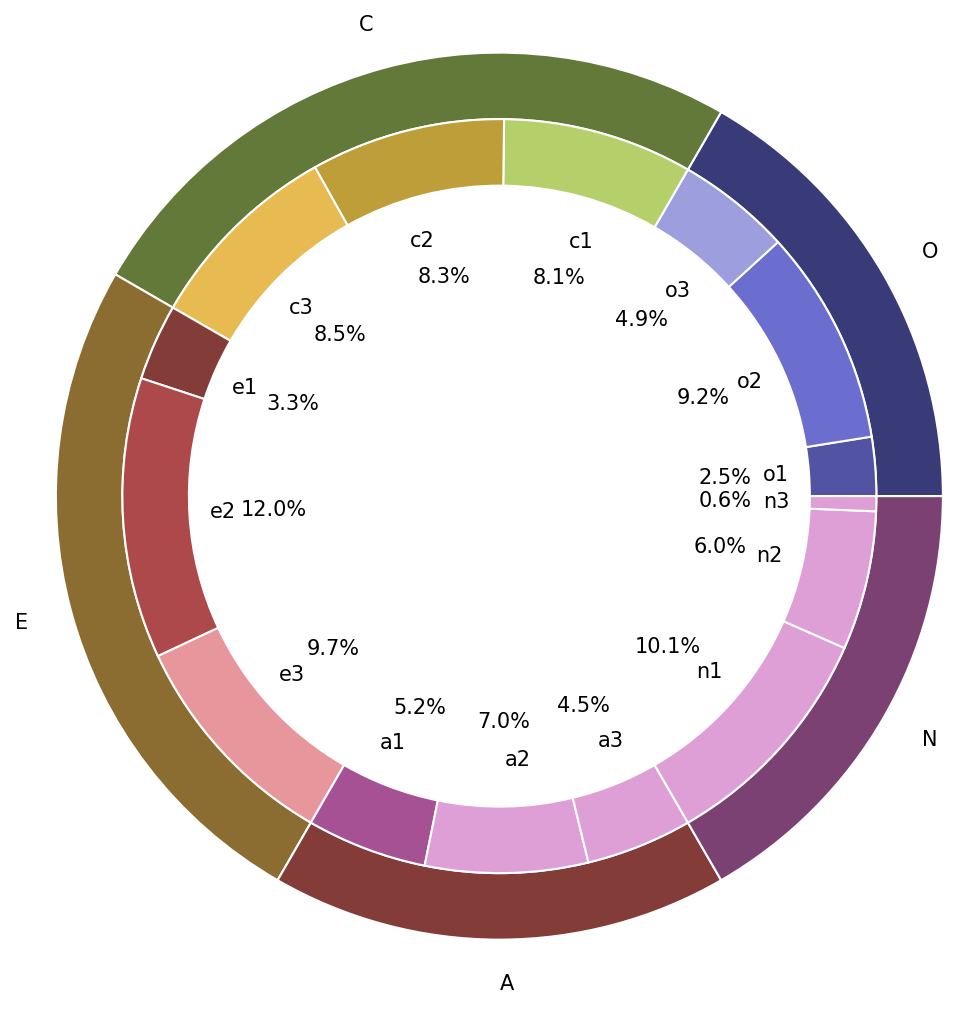 C
O
c2
c1
8.3%
8.1%
o3
c3
4.9%
8.5%
o2
e1
9.2%
3.3%
o1
2.5%
n3
0.6%
e2
12.0%
6.0%
n2
E
10.1%
9.7%
n1
e3
4.5%
5.2%
7.0%
N
a3
a1
a2
A